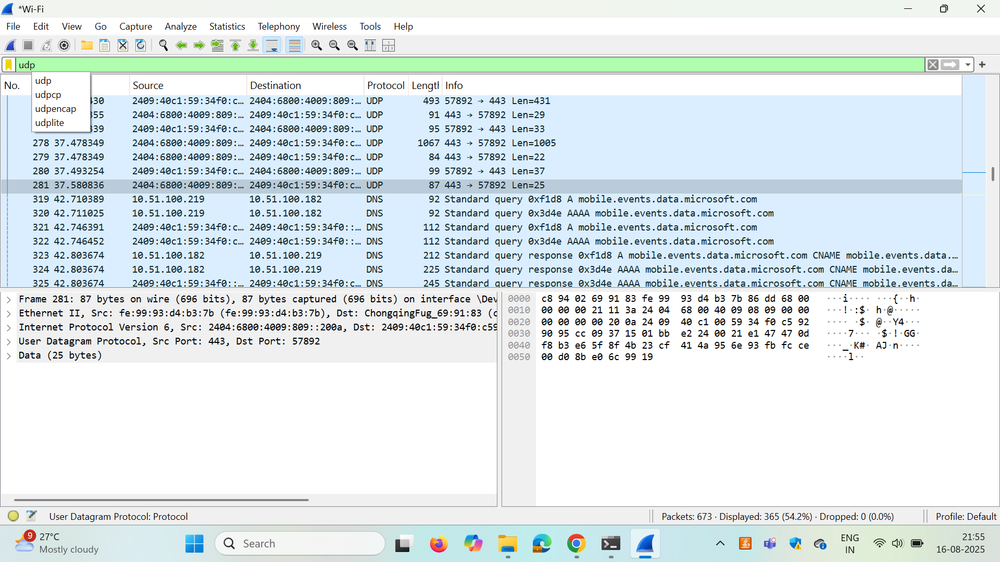 *Wi-Fi
File Edit View Go Capture Analyze Statistics Telephony Wireless Tools Help
udp
udp
udpcp
udpencap
udplite
No. Source Destination Protocol Length Info
430 2409:40c1:59:34f0:c… 2404:6800:4009:809:… UDP 493 57892 → 443 Len=431
355 2404:6800:4009:809:… 2409:40c1:59:34f0:c… UDP 91 443 → 57892 Len=29
339 2409:40c1:59:34f0:c… 2404:6800:4009:809:… UDP 95 57892 → 443 Len=33
278 37.478349 2404:6800:4009:809:… 2409:40c1:59:34f0:c… UDP 1067 443 → 57892 Len=1005
279 37.478349 2404:6800:4009:809:… 2409:40c1:59:34f0:c… UDP 84 443 → 57892 Len=22
280 37.493254 2409:40c1:59:34f0:c… 2404:6800:4009:809:… UDP 99 57892 → 443 Len=37
281 37.580836 2404:6800:4009:809:… 2409:40c1:59:34f0:c… UDP 87 443 → 57892 Len=25
319 42.710389 10.51.100.219 10.51.100.182 DNS 92 Standard query 0xf1d8 A mobile.events.data.microsoft.com
320 42.711025 10.51.100.219 10.51.100.182 DNS 92 Standard query 0x3d4e AAAA mobile.events.data.microsoft.com
321 42.746391 2409:40c1:59:34f0:c… 2409:40c1:59:34f0::… DNS 112 Standard query 0xf1d8 A mobile.events.data.microsoft.com
322 42.746452 2409:40c1:59:34f0:c… 2409:40c1:59:34f0::… DNS 112 Standard query 0x3d4e AAAA mobile.events.data.microsoft.com
323 42.803674 10.51.100.182 10.51.100.219 DNS 212 Standard query response 0xf1d8 A mobile.events.data.microsoft.com CNAME mobile.events.data.…
324 42.803674 10.51.100.182 10.51.100.219 DNS 225 Standard query response 0x3d4e AAAA mobile.events.data.microsoft.com CNAME mobile.events.da…
325 42.803674 2409:40c1:59:34f0::… 2409:40c1:59:34f0:c… DNS 245 Standard query response 0x3d4e AAAA mobile.events.data.microsoft.com CNAME mobile.events.da…
Frame 281: 87 bytes on wire (696 bits), 87 bytes captured (696 bits) on interface \Dev
Ethernet II, Src: fe:99:93:d4:b3:7b (fe:99:93:d4:b3:7b), Dst: ChongqingFug_69:91:83 (c
Internet Protocol Version 6, Src: 2404:6800:4009:809::200a, Dst: 2409:40c1:59:34f0:c59
User Datagram Protocol, Src Port: 443, Dst Port: 57892
Data (25 bytes)
0000 c8 94 02 69 91 83 fe 99 93 d4 b3 7b 86 dd 68 00 ···i···· ···{··h·
0010 00 00 00 21 11 3a 24 04 68 00 40 09 08 09 00 00 ···!·:$· h·@·····
0020 00 00 00 00 20 0a 24 09 40 c1 00 59 34 f0 c5 92 ···· ·$· @··Y4···
0030 90 95 cc 09 37 15 01 bb e2 24 00 21 e1 47 47 0d ····7··· ·$·!·GG·
0040 f8 b3 e6 5f 8f 4b 23 cf 41 4a 95 6e 93 fb fc ce ···_·K#· AJ·n····
0050 00 d0 8b e0 6c 99 19 ····l··
User Datagram Protocol: Protocol
Packets: 673 · Displayed: 365 (54.2%) · Dropped: 0 (0.0%)
Profile: Default
9
27°C
Mostly cloudy
Search
ENG
IN
21:55
16-08-2025